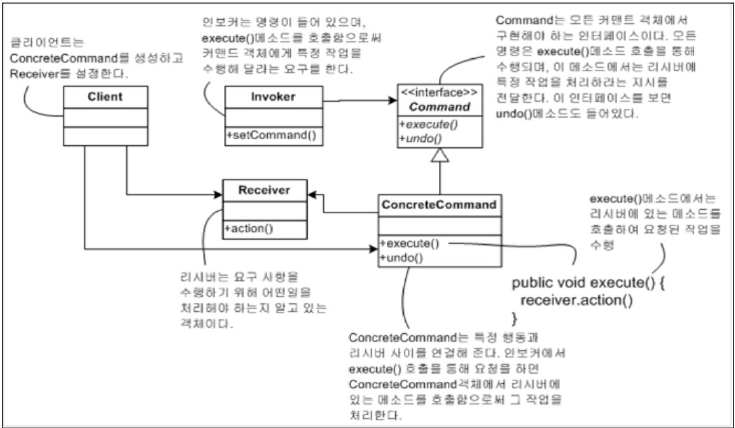 클라이언트는
ConcreteCommand를 생성하고
Receiver를 설정한다.
인보커는 명령이 들어 있으며,
execute()메소드를 호출함으로써
커맨드 객체에게 특정 작업을
수행해 달라는 요구를 한다.
Command는 모든 커맨트 객체에서
구현해야 하는 인터페이스이다. 모든
명령은 execute()메소드 호출을 통해
수행되며, 이 메소드에서는 리시버에
특정 작업을 처리하라는 지시를
전달한다. 이 인터페이스를 보면
undo()메소드도 들어있다.
Client
Invoker
+setCommand()
<<interface>>
Command
+execute()
+undo()
Receiver
+action()
ConcreteCommand
+execute()
+undo()
execute()메소드에서는
리시버에 있는 메소드를
호출하여 요청된 작업을
수행
리시버는 요구 사항을
수행하기 위해 어떤일을
처리해야 하는지 알고 있는
객체이다.
public void execute() {
receiver.action()
}
ConcreteCommand는 특정 행동과
리시버 사이를 연결해 준다. 인보커에서
execute() 호출을 통해 요청을 하면
ConcreteCommand객체에서 리시버에
있는 메소드를 호출함으로써 그 작업을
처리한다.